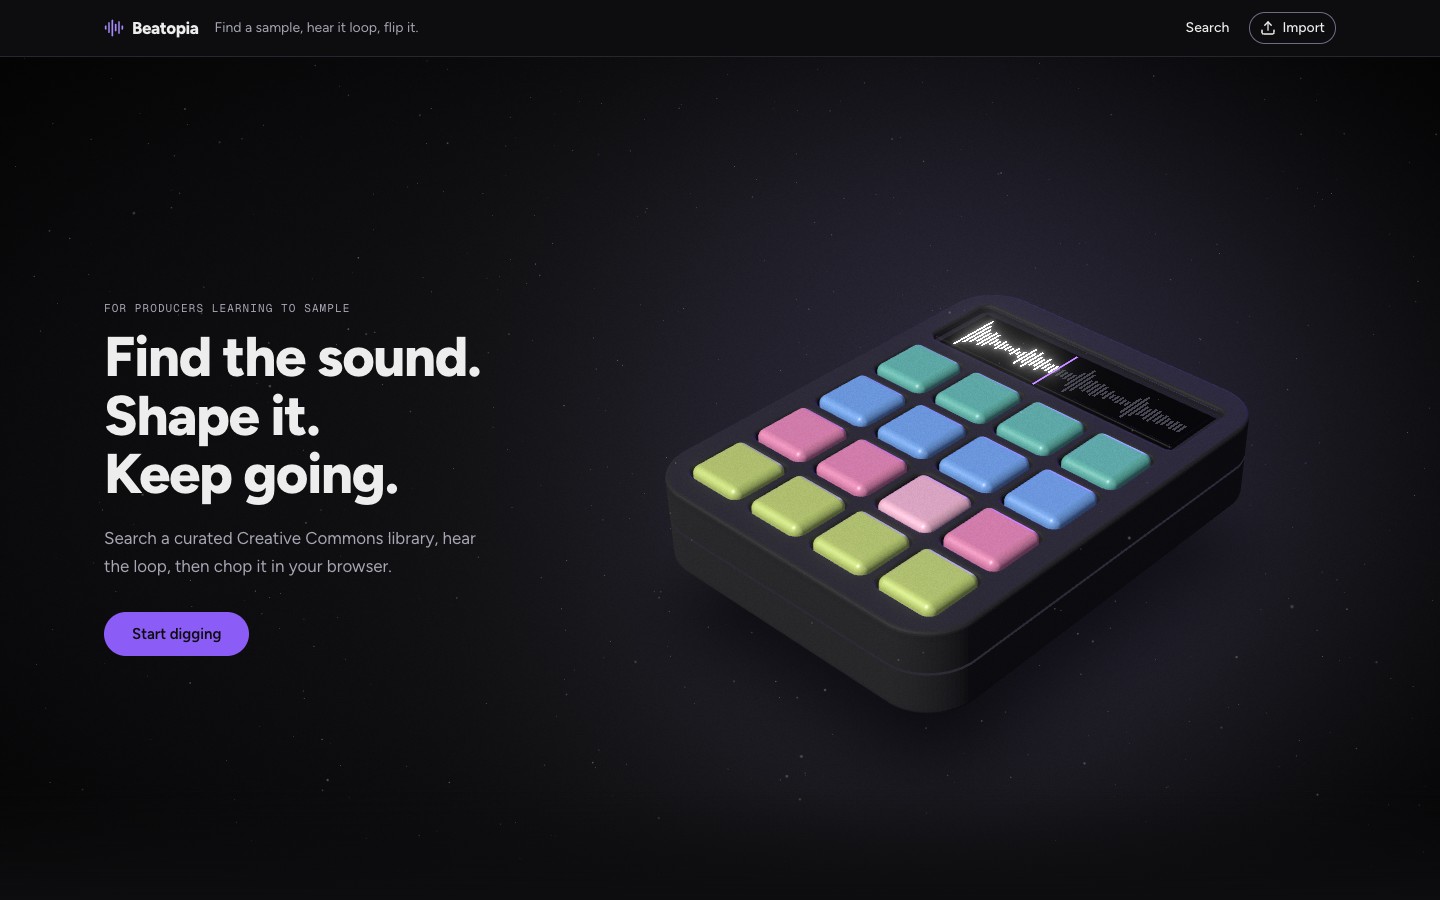 Beatopia
Find a sample, hear it loop, flip it.
Search
Import
FOR PRODUCERS LEARNING TO SAMPLE
Find the sound.
Shape it.
Keep going.
Search a curated Creative Commons library, hear
the loop, then chop it in your browser.
Start digging